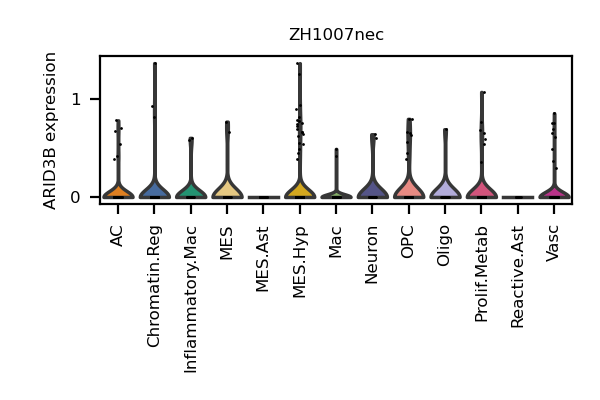 ZH1007nec
ARID3B expression
1
0
AC
Chromatin.Reg
Inflammatory.Mac
MES
MES.Ast
MES.Hyp
Mac
Neuron
OPC
Oligo
Prolif.Metab
Reactive.Ast
Vasc